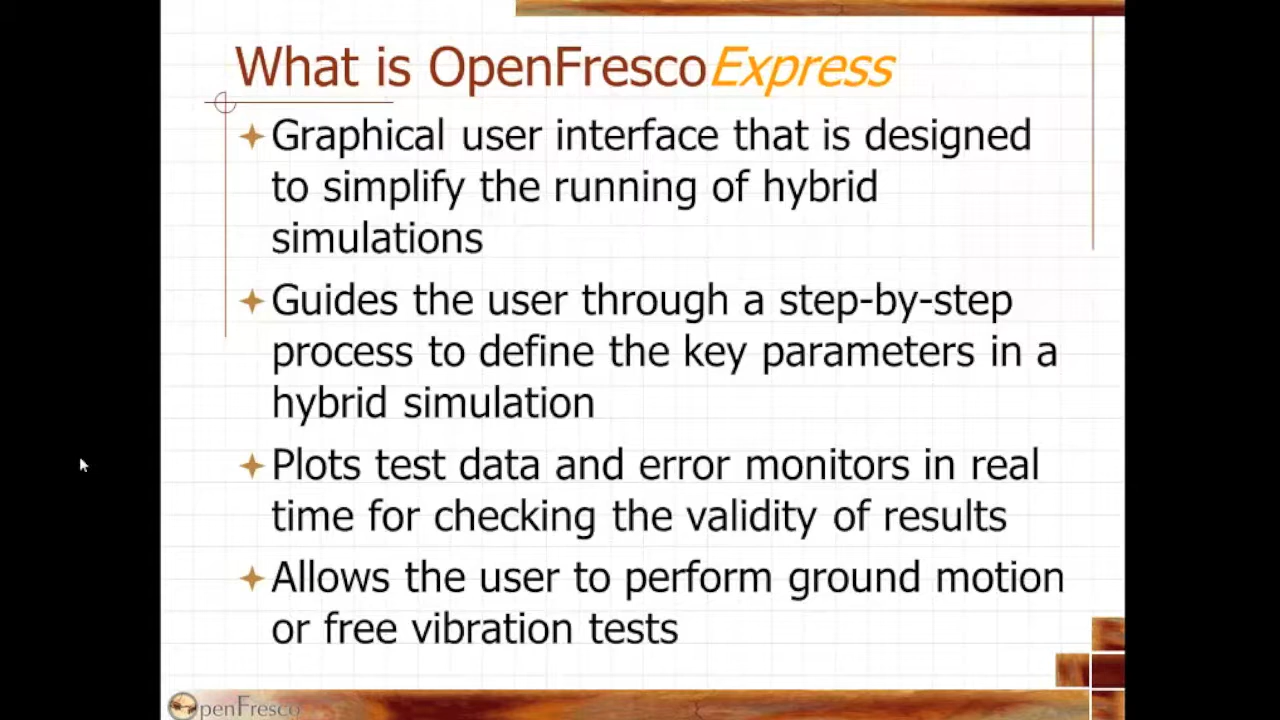 What is OpenFrescoExpress
Graphical user interface that is designed
to simplify the running of hybrid
simulations
Guides the user through a step-by-step
process to define the key parameters in a
hybrid simulation
Plots test data and error monitors in real
time for checking the validity of results
Allows the user to perform ground motion
or free vibration tests
OpenFresco